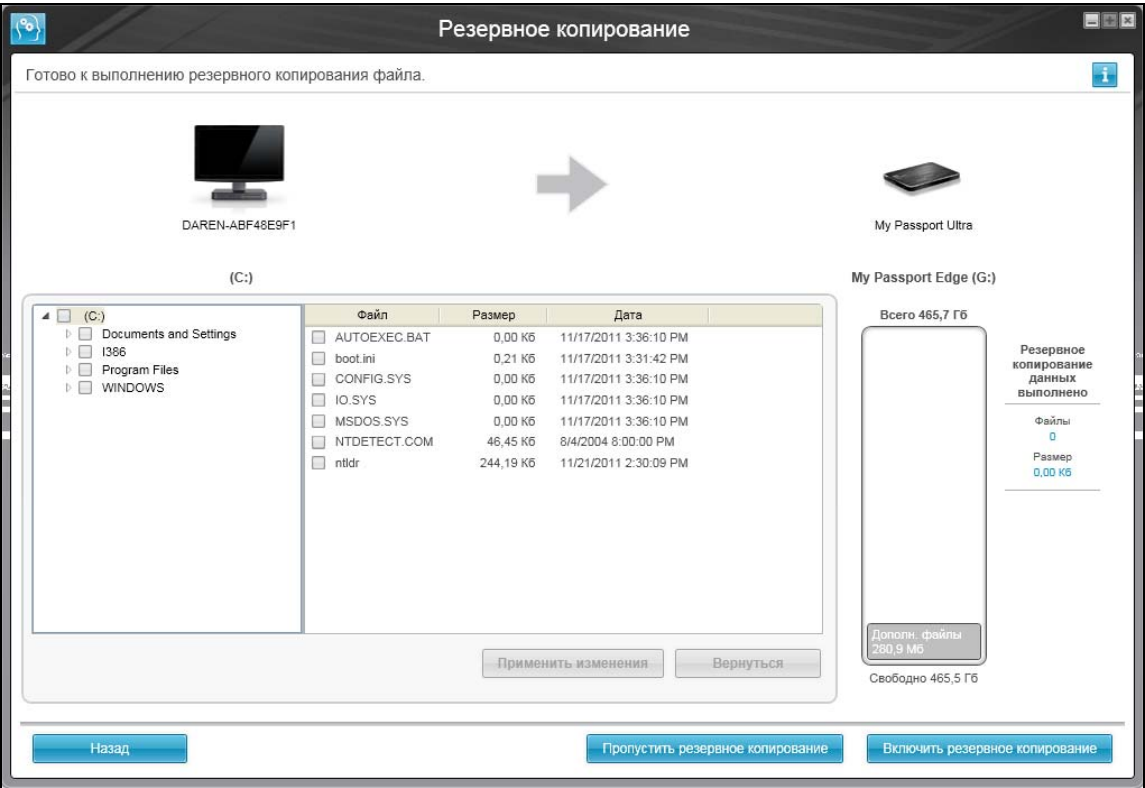 Резервное копирование
Готово к выполнению резервного копирования файла.
DAREN-ABF48E9F1
My Passport Ultra
(C:)
My Passport Edge (G:)
(C:)
Documents and Settings
I386
Program Files
WINDOWS
Файл Размер Дата
AUTOEXEC.BAT 0,00 Кб 11/17/2011 3:36:10 PM
boot.ini 0,21 Кб 11/17/2011 3:31:42 PM
CONFIG.SYS 0,00 Кб 11/17/2011 3:36:10 PM
IO.SYS 0,00 Кб 11/17/2011 3:36:10 PM
MSDOS.SYS 0,00 Кб 11/17/2011 3:36:10 PM
NTDETECT.COM 46,45 Кб 8/4/2004 8:00:00 PM
ntldr 244,19 Кб 11/21/2011 2:30:09 PM
Применить изменения
Вернуться
Всего 465,7 Гб
Дополн. файлы
280,9 Мб
Свободно 465,5 Гб
Резервное
копирование
данных
выполнено
Файлы
0
Размер
0,00 Кб
Назад
Пропустить резервное копирование
Включить резервное копирование